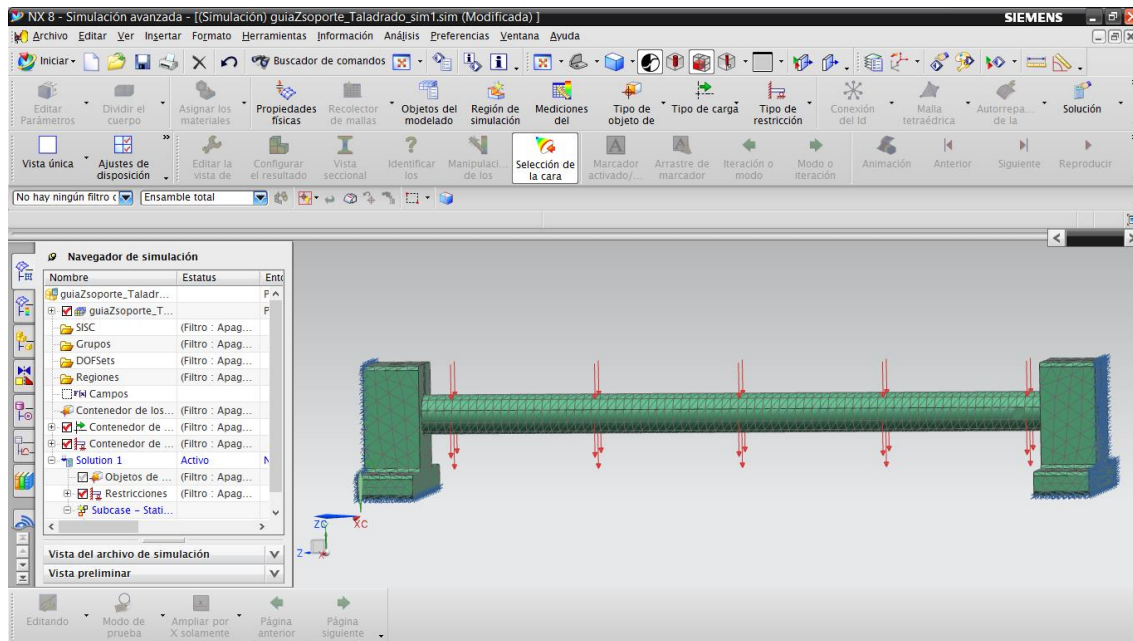 NX 8 - Simulación avanzada - [(Simulación) guiaZsoporte_Taladrado_sim1.sim (Modificada) ]
SIEMENS
Archivo Editar Ver Insertar Formato Herramientas Información Análisis Preferencias Ventana Ayuda
Iniciar
Buscador de comandos
Editar Parámetros
Dividir el cuerpo
Asignar los materiales
Propiedades físicas
Recolector de mallas
Objetos del modelado
Región de simulación
Mediciones del
Tipo de objeto de
Tipo de carga
Tipo de restricción
Conexión del Id
Malla tetraédrica
Autorrepa... de la
Solución
Vista única
Ajustes de disposición
Editar la vista de
Configurar el resultado
Vista seccional
Identificar los
Manipulaci... de los
Selección de la cara
Marcador activado/...
Arrastre de marcador
Iteración o modo
Modo o iteración
Animación
Anterior
Siguiente
Reproducir
No hay ningún filtro c
Ensamble total
Navegador de simulación
Nombre Estatus Ento
guiaZsoporte_Taladr...
guiaZsoporte_T...
SISC (Filtro : Apag...
Grupos (Filtro : Apag...
DOFSets (Filtro : Apag...
Regiones (Filtro : Apag...
Campos
Contenedor de los... (Filtro : Apag...
Contenedor de ... (Filtro : Apag...
Contenedor de ... (Filtro : Apag...
Solution 1 Activo
Objetos de ... (Filtro : Apag...
Restricciones (Filtro : Apag...
Subcase - Stati...
Vista del archivo de simulación
Vista preliminar
ZC
XC
Z
Editando
Modo de prueba
Ampliar por X solamente
Página anterior
Página siguiente